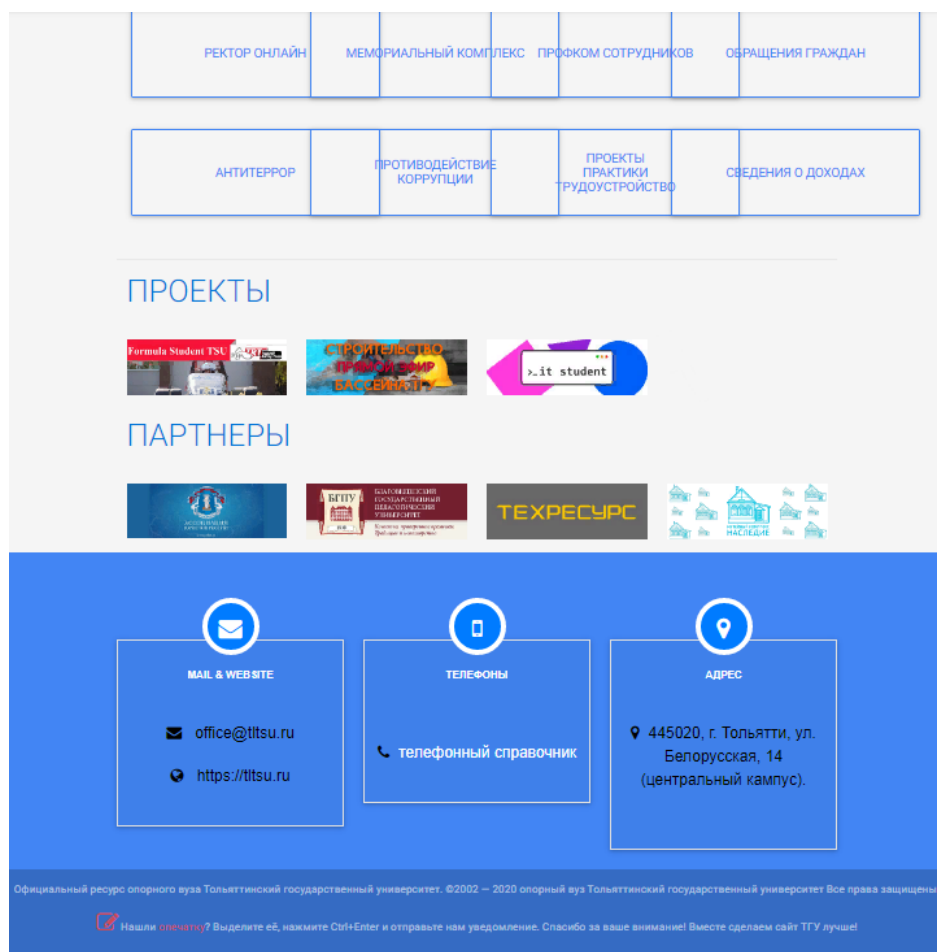 РЕКТОР ОНЛАЙН
МЕМОРИАЛЬНЫЙ КОМПЛЕКС
ПРОФКОМ СОТРУДНИКОВ
ОБРАЩЕНИЯ ГРАЖДАН
АНТИТЕРРОР
ПРОТИВОДЕЙСТВИЕ
КОРРУПЦИИ
ПРОЕКТЫ
ПРАКТИКИ
ТРУДОУСТРОЙСТВО
СВЕДЕНИЯ О ДОХОДАХ
ПРОЕКТЫ
Formula Student TSU
СТРОИТЕЛЬСТВО
ПРЯМОЙ ЭФИР
БАССЕЙНА ТГУ
>_it student
ПАРТНЕРЫ
БГПУ
БЛАГОВЕЩЕНСКИЙ
ГОСУДАРСТВЕННЫЙ
ПЕДАГОГИЧЕСКИЙ
УНИВЕРСИТЕТ
ТЕХРЕСУРС
НАСЛЕДИЕ
MAIL & WEBSITE
office@tltsu.ru
https://tltsu.ru
ТЕЛЕФОНЫ
телефонный справочник
АДРЕС
445020, г. Тольятти, ул.
Белорусская, 14
(центральный кампус).
Официальный ресурс опорного вуза Тольяттинский государственный университет. ©2002 — 2020 опорный вуз Тольяттинский государственный университет Все права защищены
Нашли опечатку? Выделите её, нажмите Ctrl+Enter и отправьте нам уведомление. Спасибо за ваше внимание! Вместе сделаем сайт ТГУ лучше!